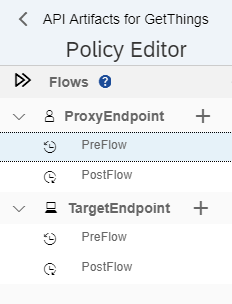 API Artifacts for GetThings
Policy Editor
Flows
ProxyEndpoint
PreFlow
PostFlow
TargetEndpoint
PreFlow
PostFlow